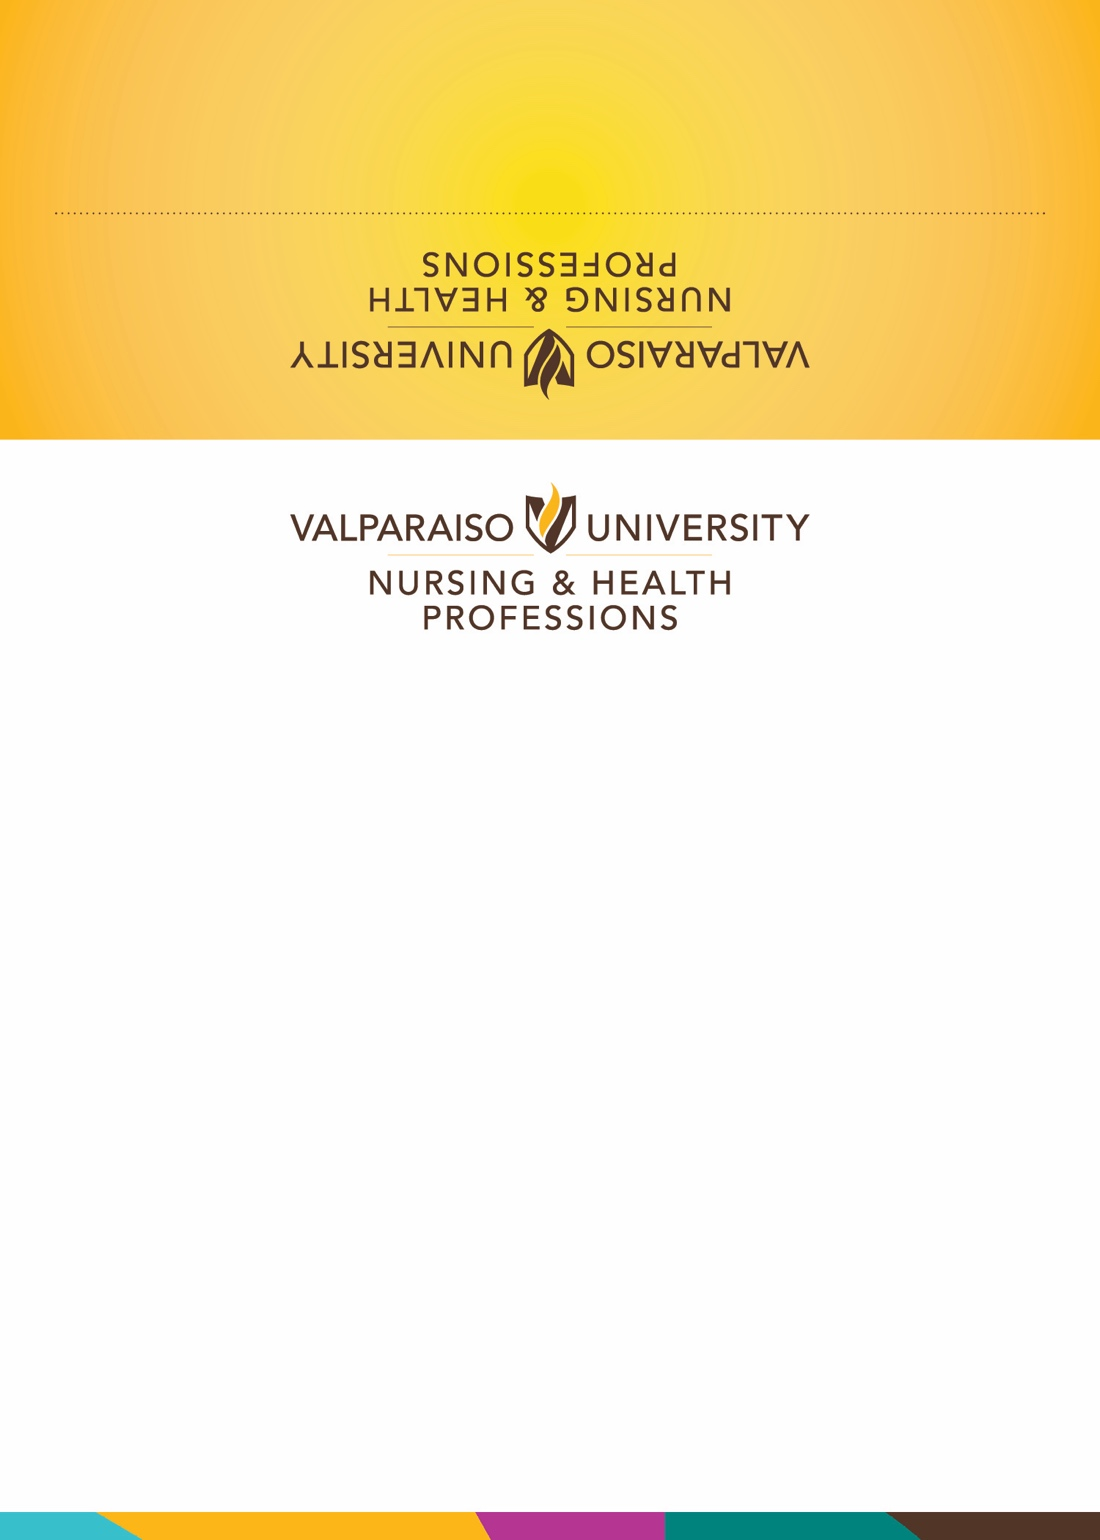 VALPARAISO UNIVERSITY
NURSING & HEALTH
PROFESSIONS
VALPARAISO UNIVERSITY
NURSING & HEALTH
PROFESSIONS